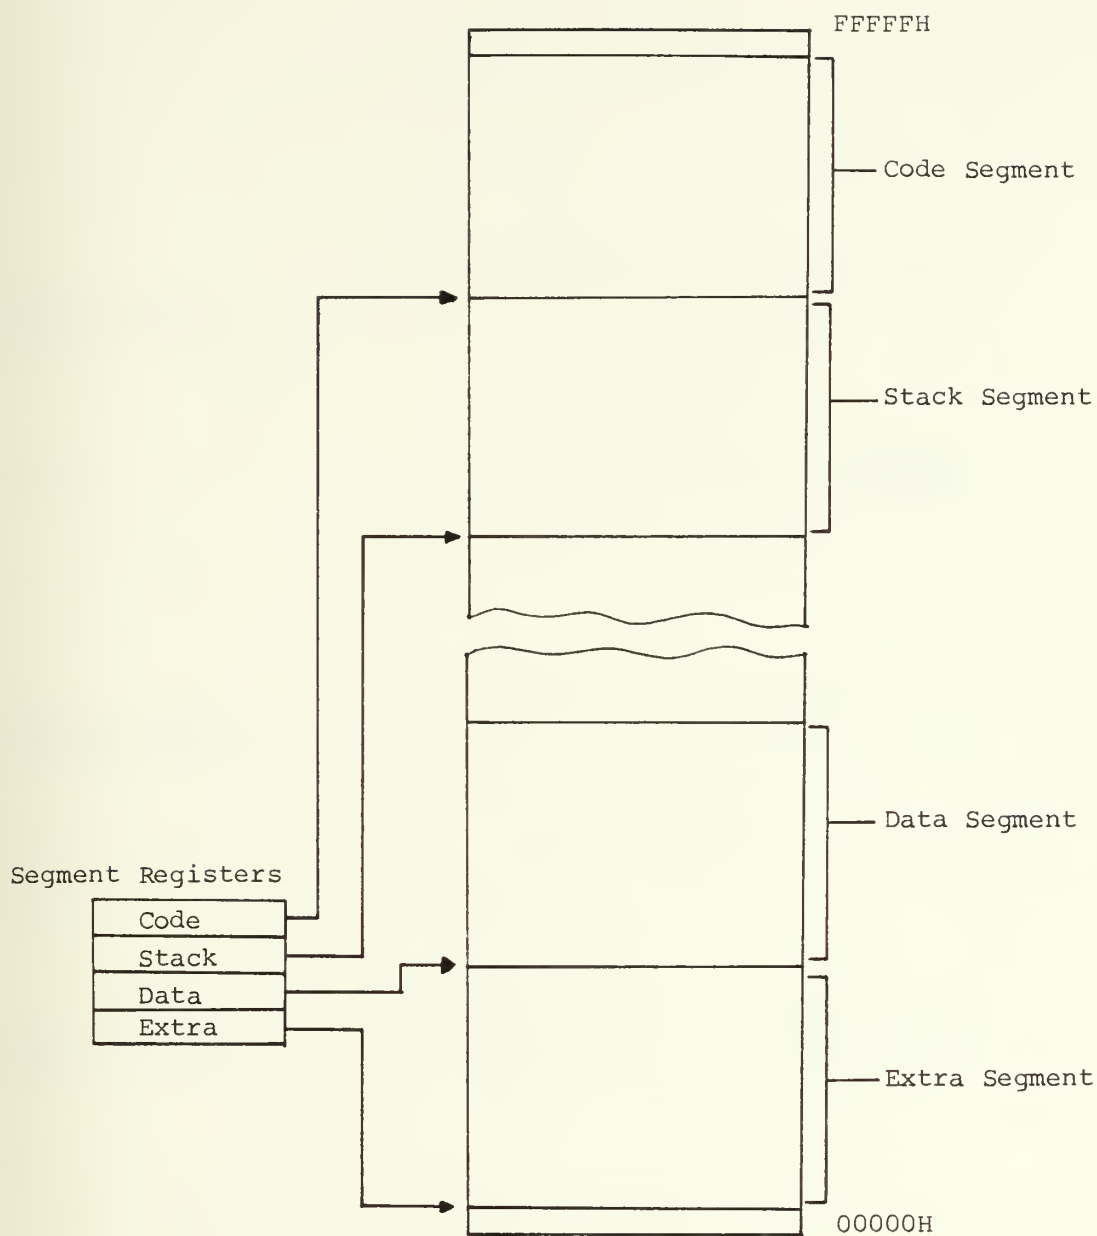 FFFFFH
Code Segment
Stack Segment
Data Segment
Segment Registers
Code
Stack
Data
Extra
Extra Segment
00000H